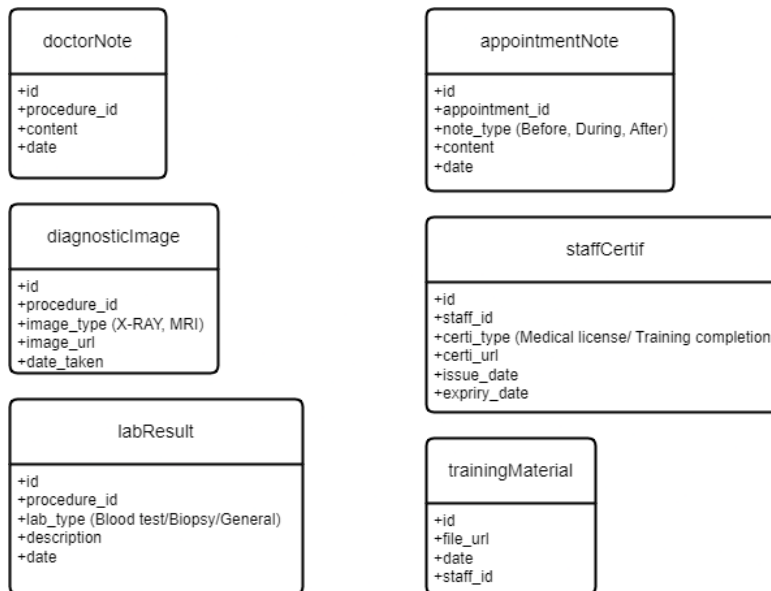 doctorNote
+id
+procedure_id
+content
+date
diagnosticImage
+id
+procedure_id
+image_type (X-RAY, MRI)
+image_url
+date_taken
labResult
+id
+procedure_id
+lab_type (Blood test/Biopsy/General)
+description
+date
appointmentNote
+id
+appointment_id
+note_type (Before, During, After)
+content
+date
staffCertif
+id
+staff_id
+certi_type (Medical license/ Training completion
+certi_url
+issue_date
+expriry_date
trainingMaterial
+id
+file_url
+date
+staff_id